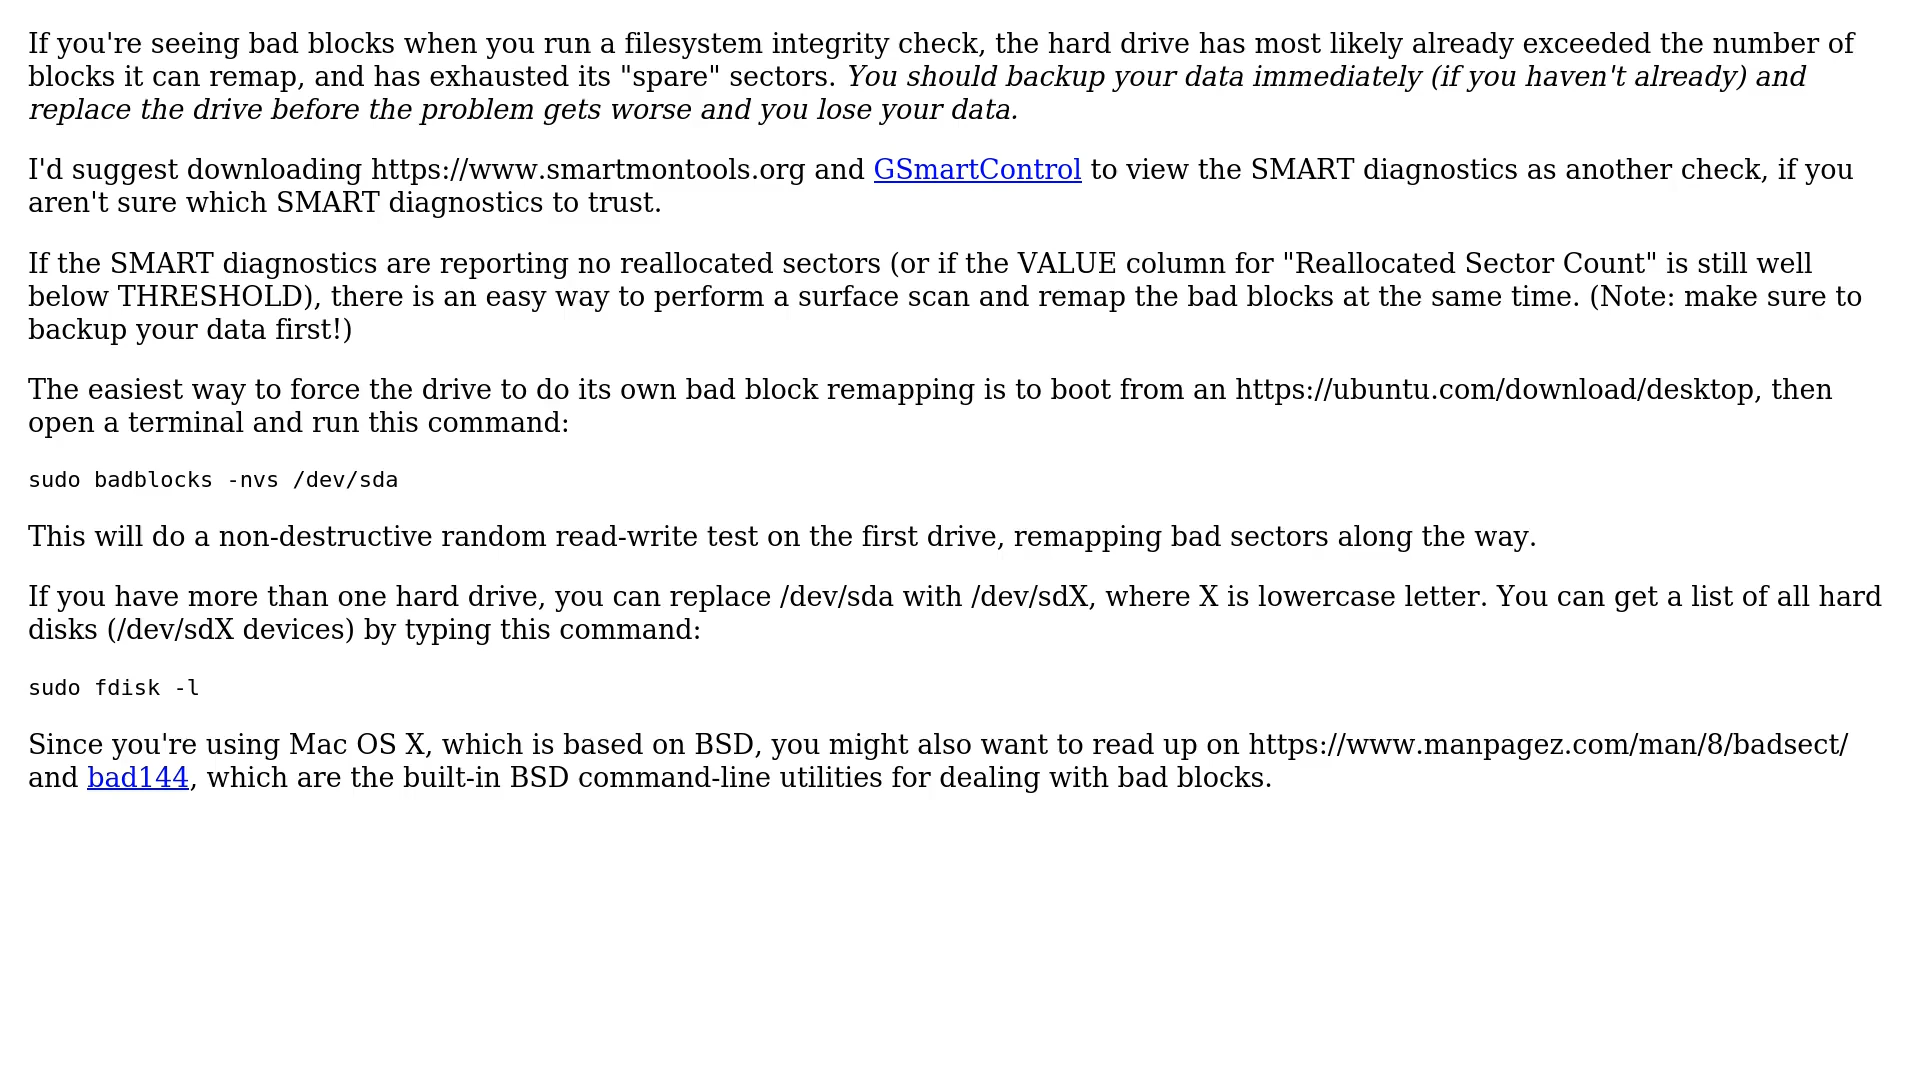 If you're seeing bad blocks when you run a filesystem integrity check, the hard drive has most likely already exceeded the number of
blocks it can remap, and has exhausted its "spare" sectors. You should backup your data immediately (if you haven't already) and
replace the drive before the problem gets worse and you lose your data.
I'd suggest downloading https://www.smartmontools.org and GSmartControl to view the SMART diagnostics as another check, if you
aren't sure which SMART diagnostics to trust.
If the SMART diagnostics are reporting no reallocated sectors (or if the VALUE column for "Reallocated Sector Count" is still well
below THRESHOLD), there is an easy way to perform a surface scan and remap the bad blocks at the same time. (Note: make sure to
backup your data first!)
The easiest way to force the drive to do its own bad block remapping is to boot from an https://ubuntu.com/download/desktop, then
open a terminal and run this command:
sudo badblocks -nvs /dev/sda
This will do a non-destructive random read-write test on the first drive, remapping bad sectors along the way.
If you have more than one hard drive, you can replace /dev/sda with /dev/sdX, where X is lowercase letter. You can get a list of all hard
disks (/dev/sdX devices) by typing this command:
sudo fdisk -l
Since you're using Mac OS X, which is based on BSD, you might also want to read up on https://www.manpagez.com/man/8/badsect/
and bad144, which are the built-in BSD command-line utilities for dealing with bad blocks.